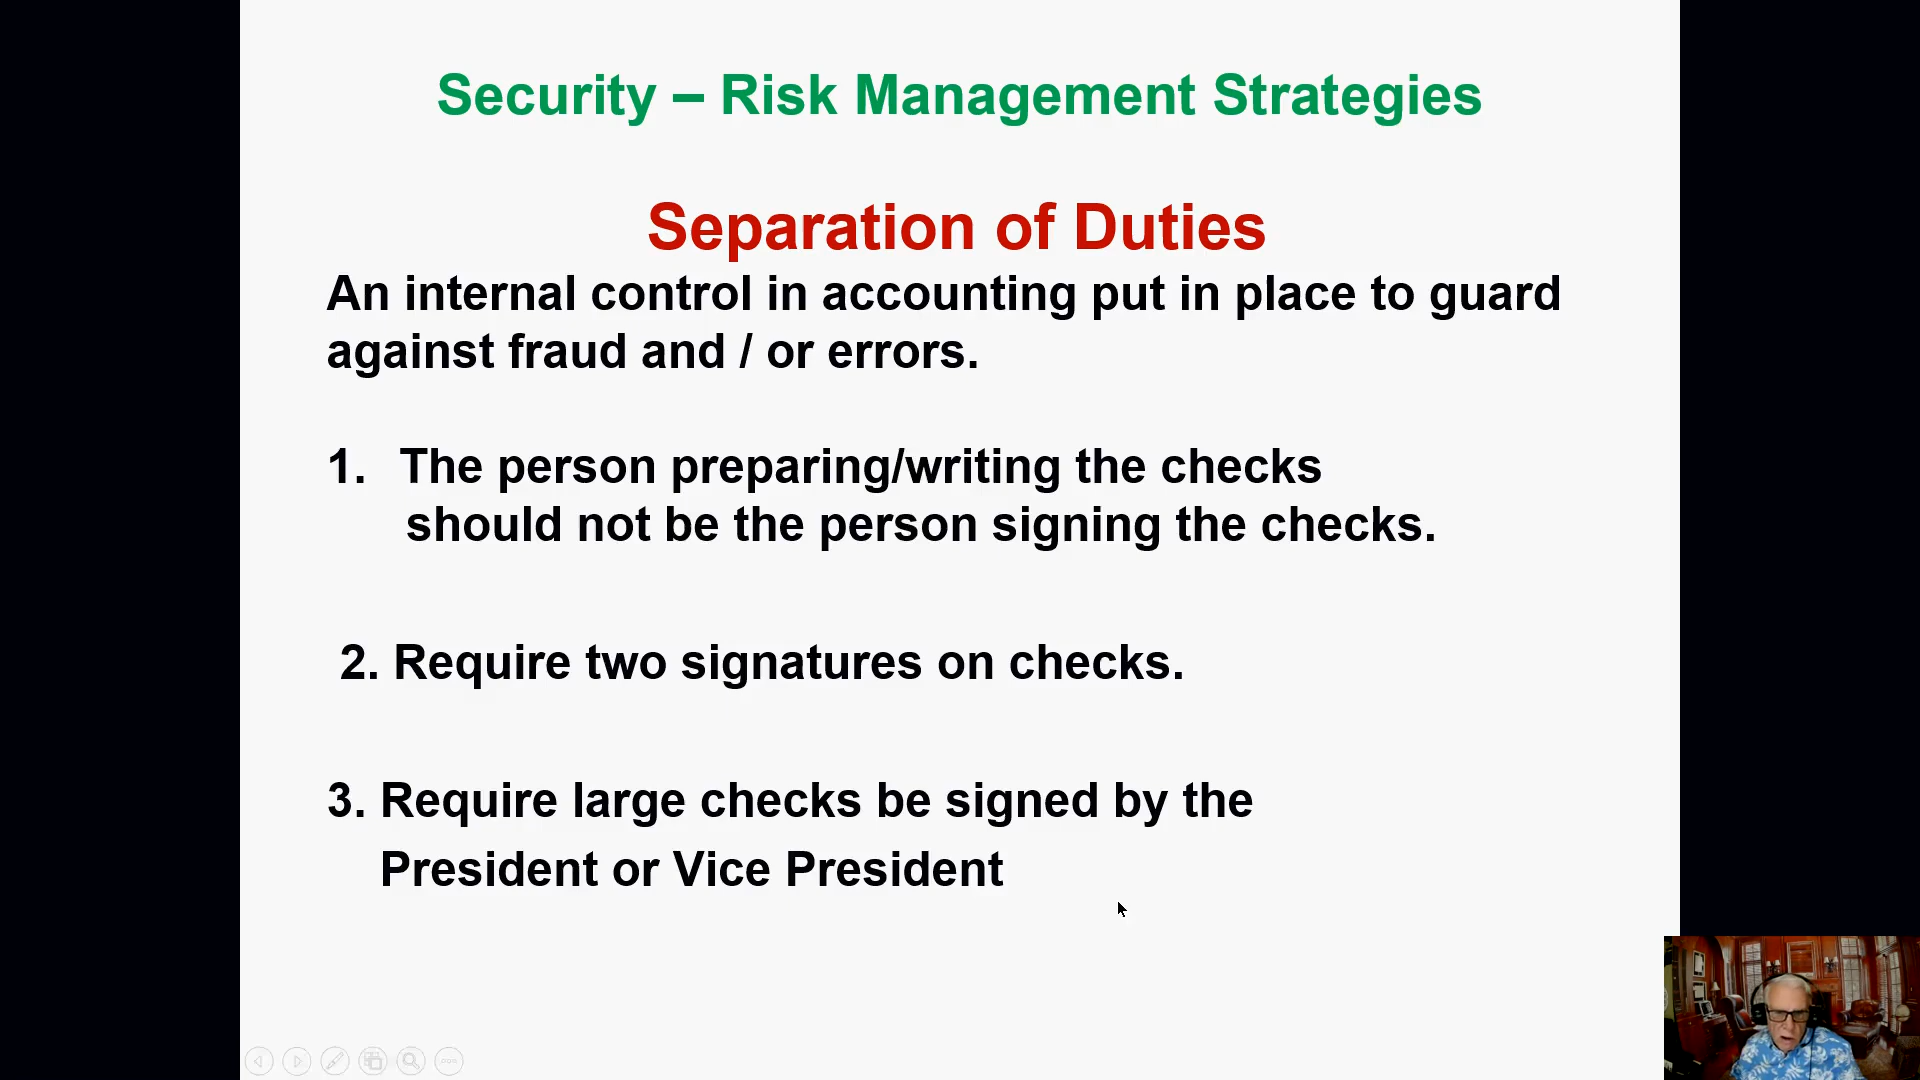 Security – Risk Management Strategies
Separation of Duties
An internal control in accounting put in place to guard
against fraud and / or errors.
1. The person preparing/writing the checks
should not be the person signing the checks.
2. Require two signatures on checks.
3. Require large checks be signed by the
President or Vice President